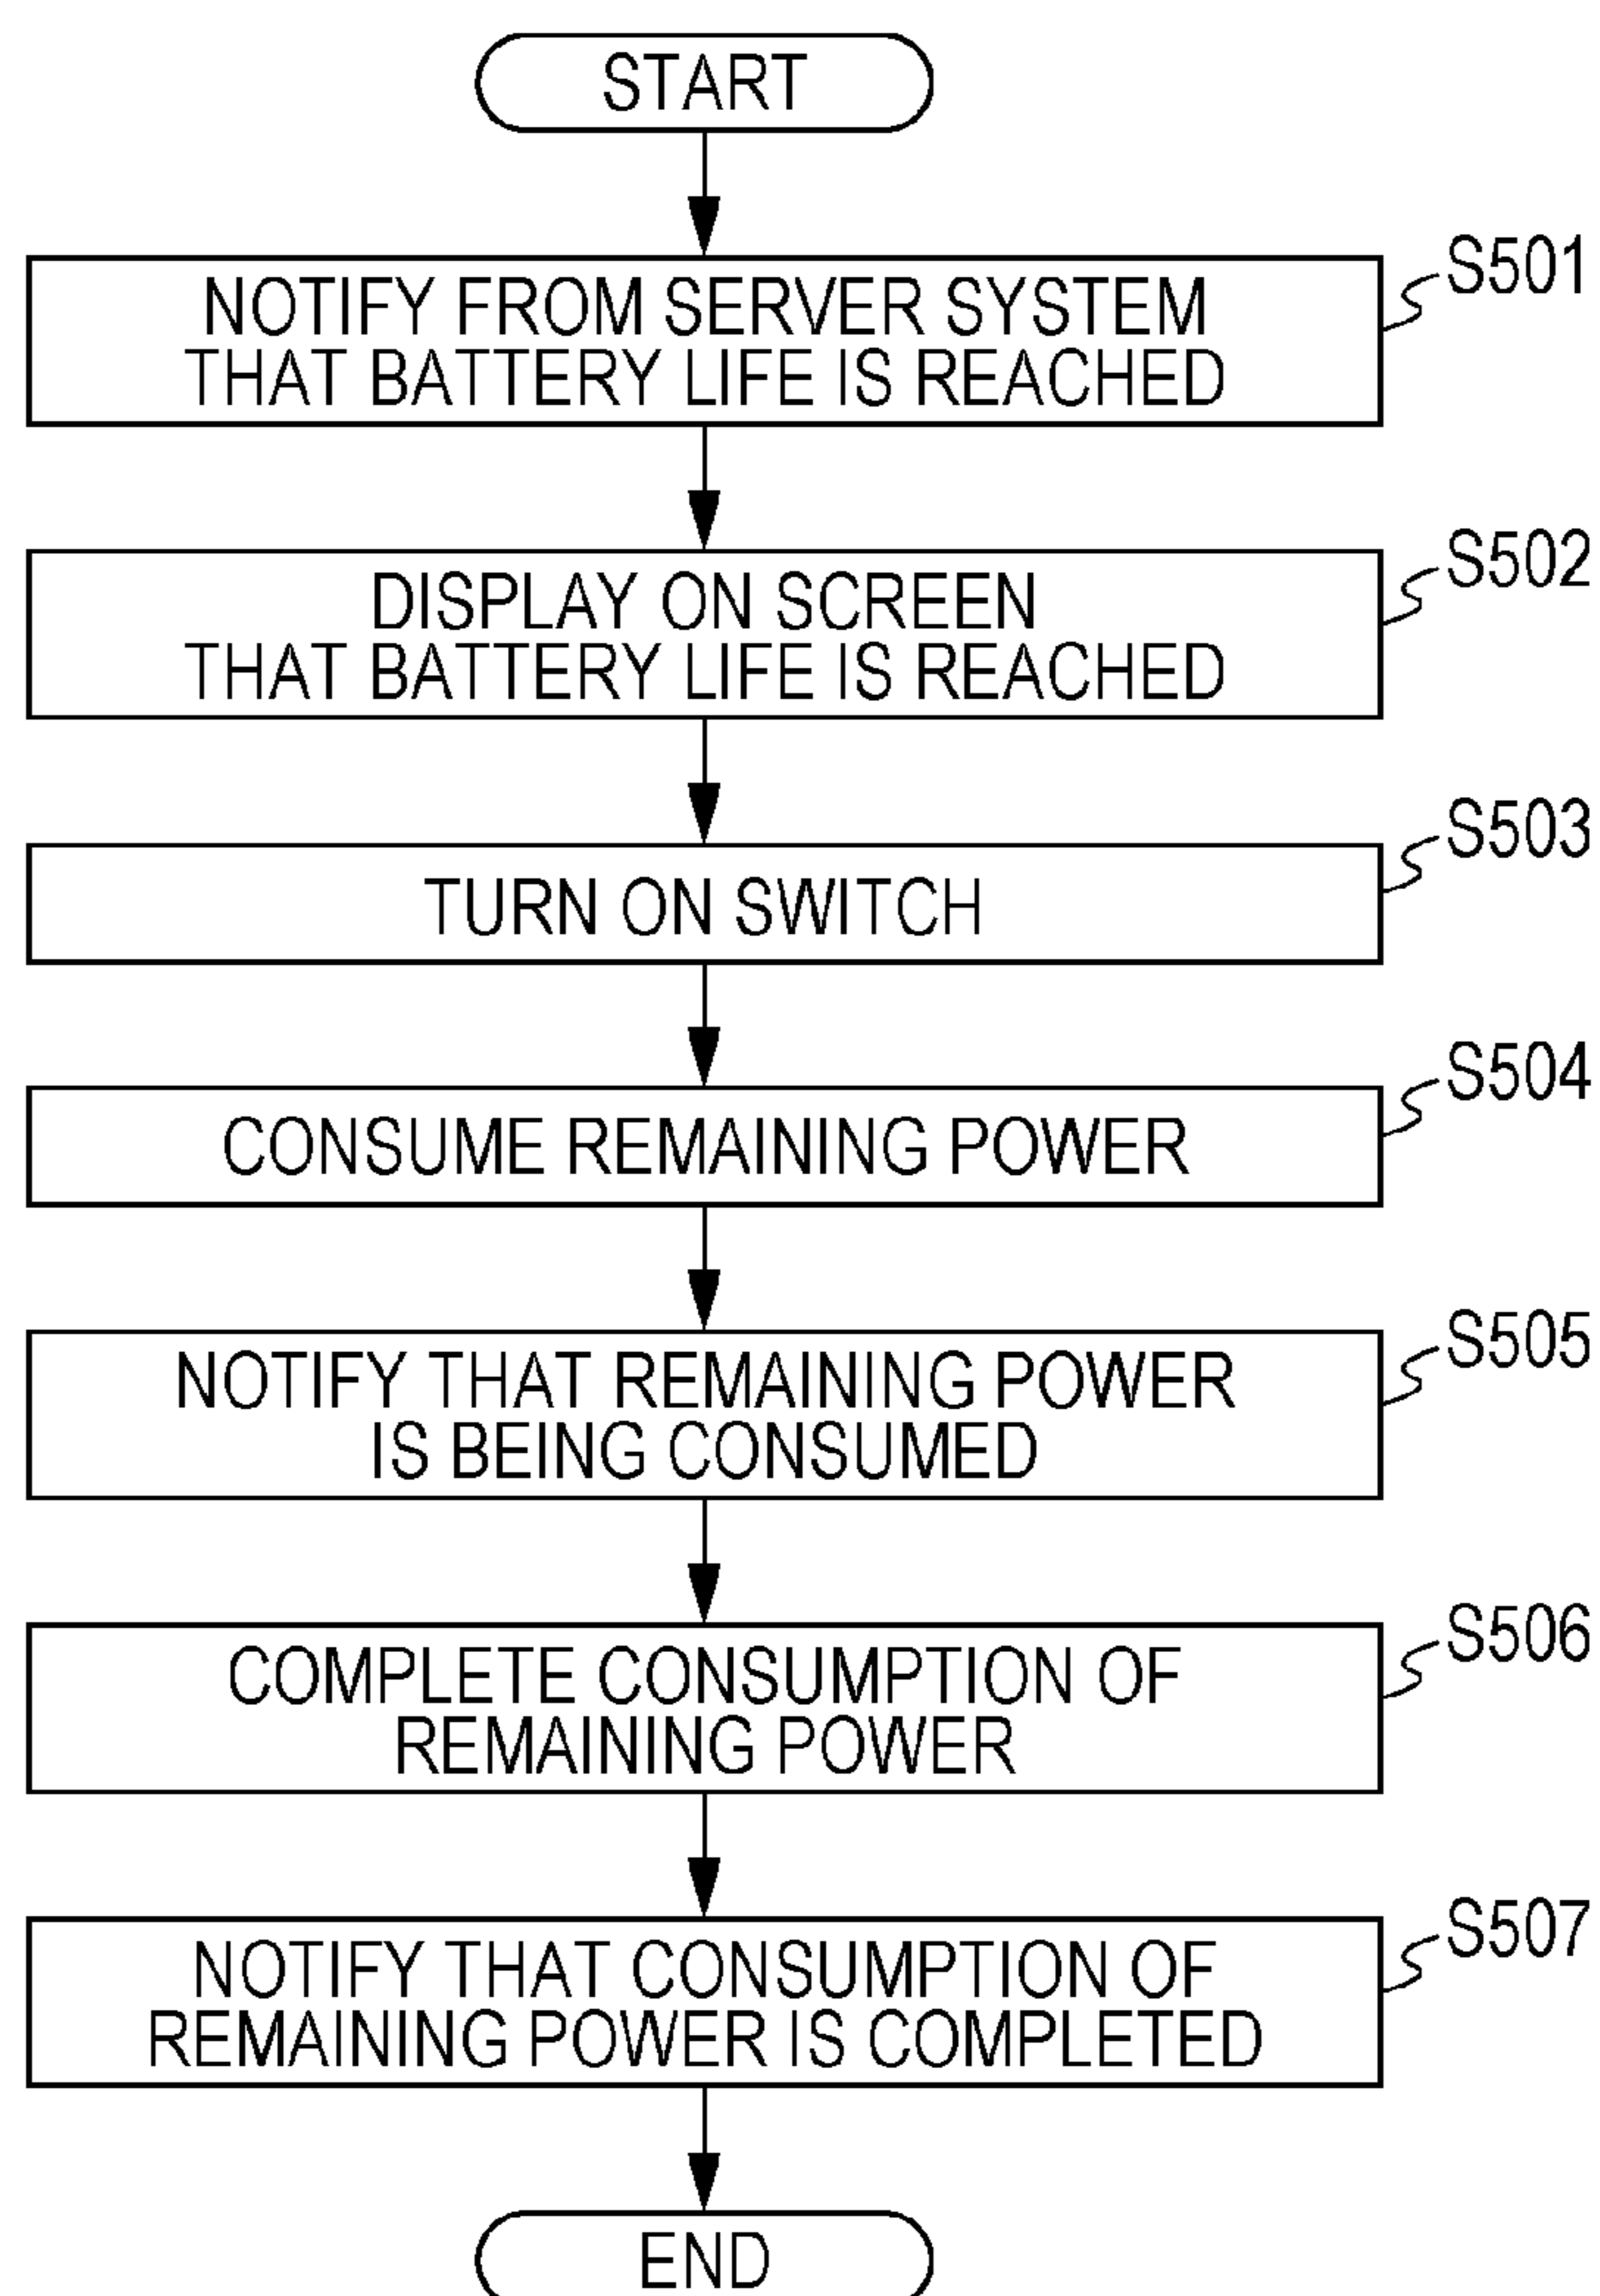 START
S501
NOTIFY FROM SERVER SYSTEM
THAT BATTERY LIFE IS REACHED
S502
DISPLAY ON SCREEN
THAT BATTERY LIFE IS REACHED
S503
TURN ON SWITCH
S504
CONSUME REMAINING POWER
S505
NOTIFY THAT REMAINING POWER
IS BEING CONSUMED
S506
COMPLETE CONSUMPTION OF
REMAINING POWER
S507
NOTIFY THAT CONSUMPTION OF
REMAINING POWER IS COMPLETED
END